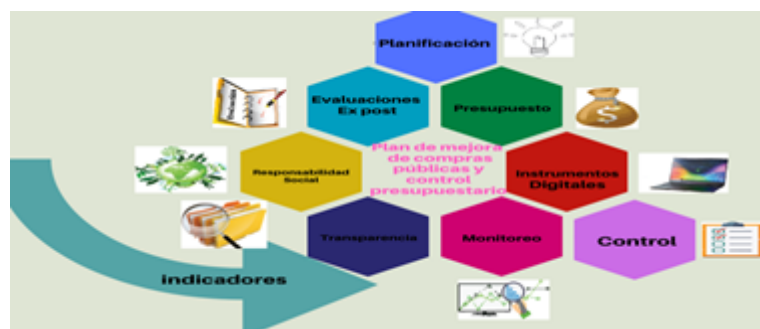 Planificación
Evaluaciones
Ex post
Presupuesto
Plan de mejora
de compras
públicas y
control
presupuestario
Responsabilidad
Social
Instrumentos
Digitales
Transparencia
Monitoreo
Control
indicadores